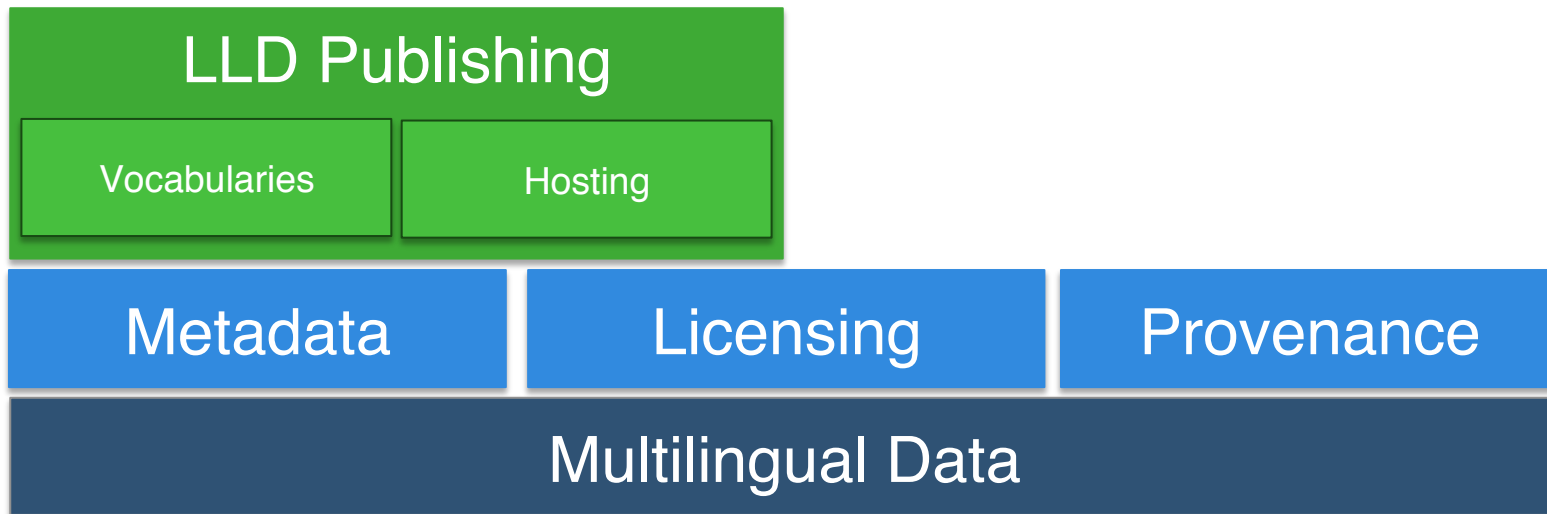 LLD Publishing
Vocabularies
Hosting
Metadata
Licensing
Provenance
Multilingual Data